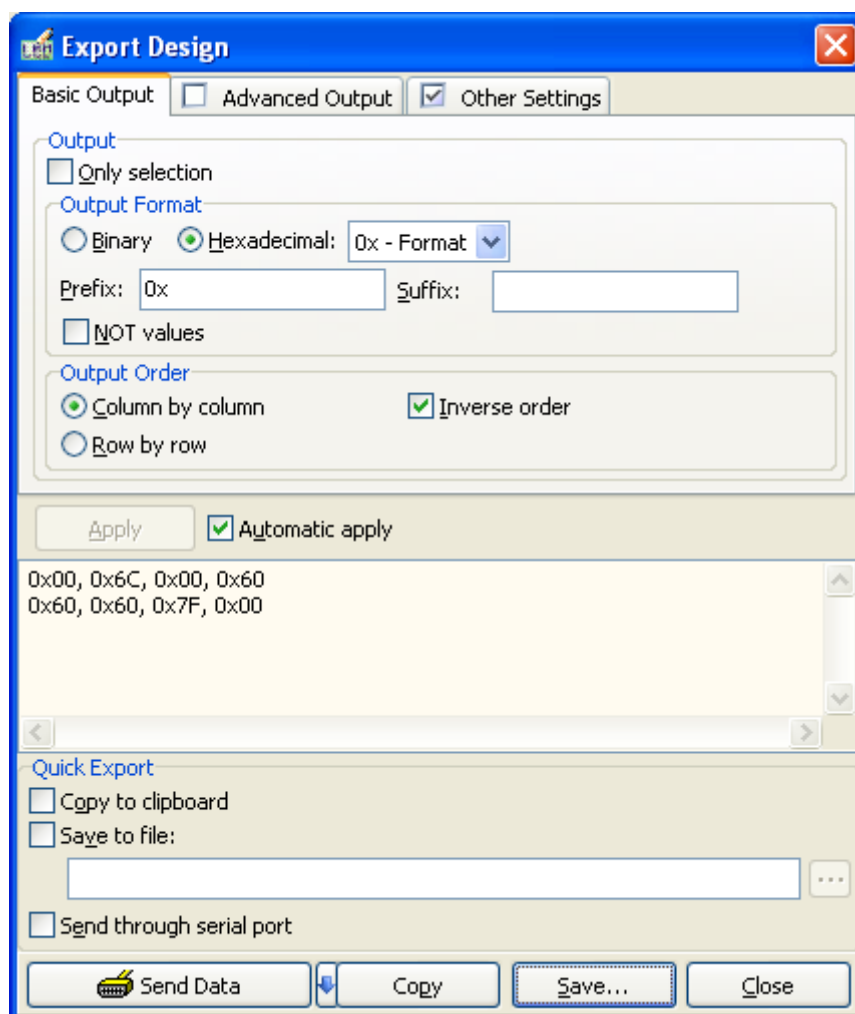 Export Design
Basic Output Advanced Output Other Settings
Output
Only selection
Output Format
Binary Hexadecimal: 0x - Format
Prefix: 0x Suffix:
NOT values
Output Order
Column by column Inverse order
Row by row
Apply Automatic apply
0x00, 0x6C, 0x00, 0x60
0x60, 0x60, 0x7F, 0x00
Quick Export
Copy to clipboard
Save to file:
...
Send through serial port
Send Data Copy Save... Close